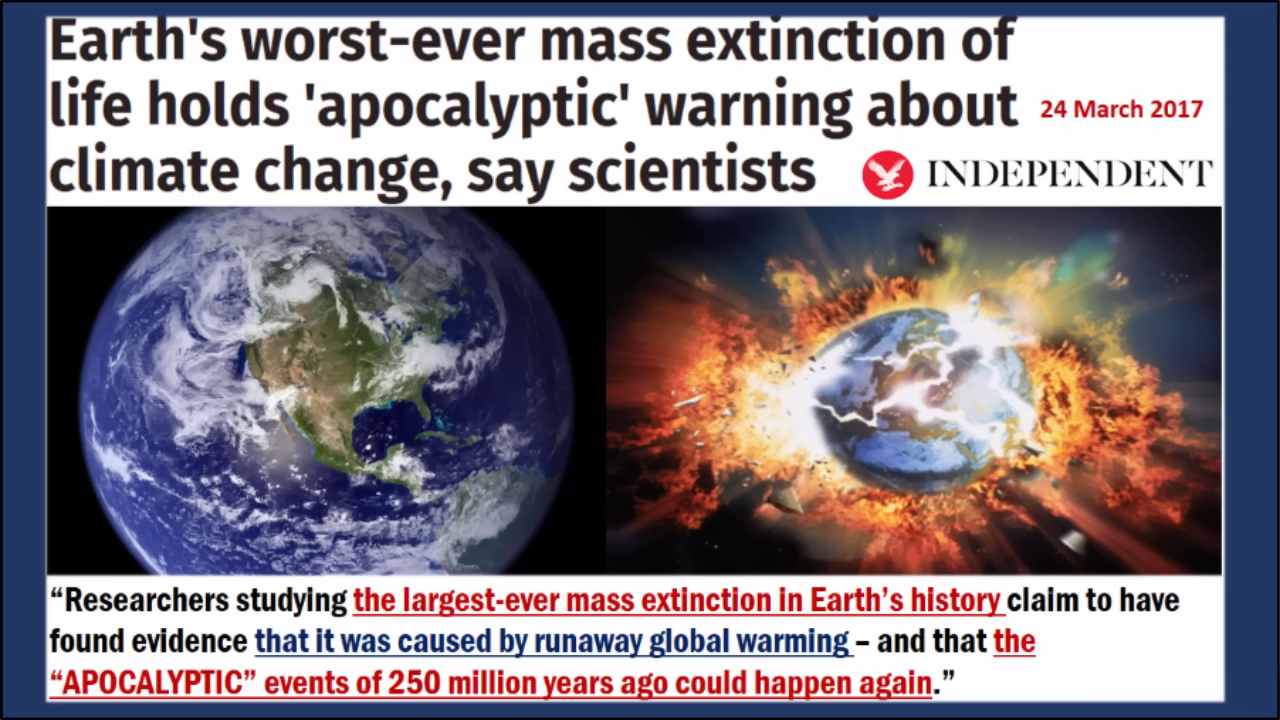 Earth's worst-ever mass extinction of
life holds 'apocalyptic' warning about
24 March 2017
climate change, say scientists
INDEPENDENT
“Researchers studying the largest-ever mass extinction in Earth’s history claim to have
found evidence that it was caused by runaway global warming – and that the
“APOCALYPTIC” events of 250 million years ago could happen again.”